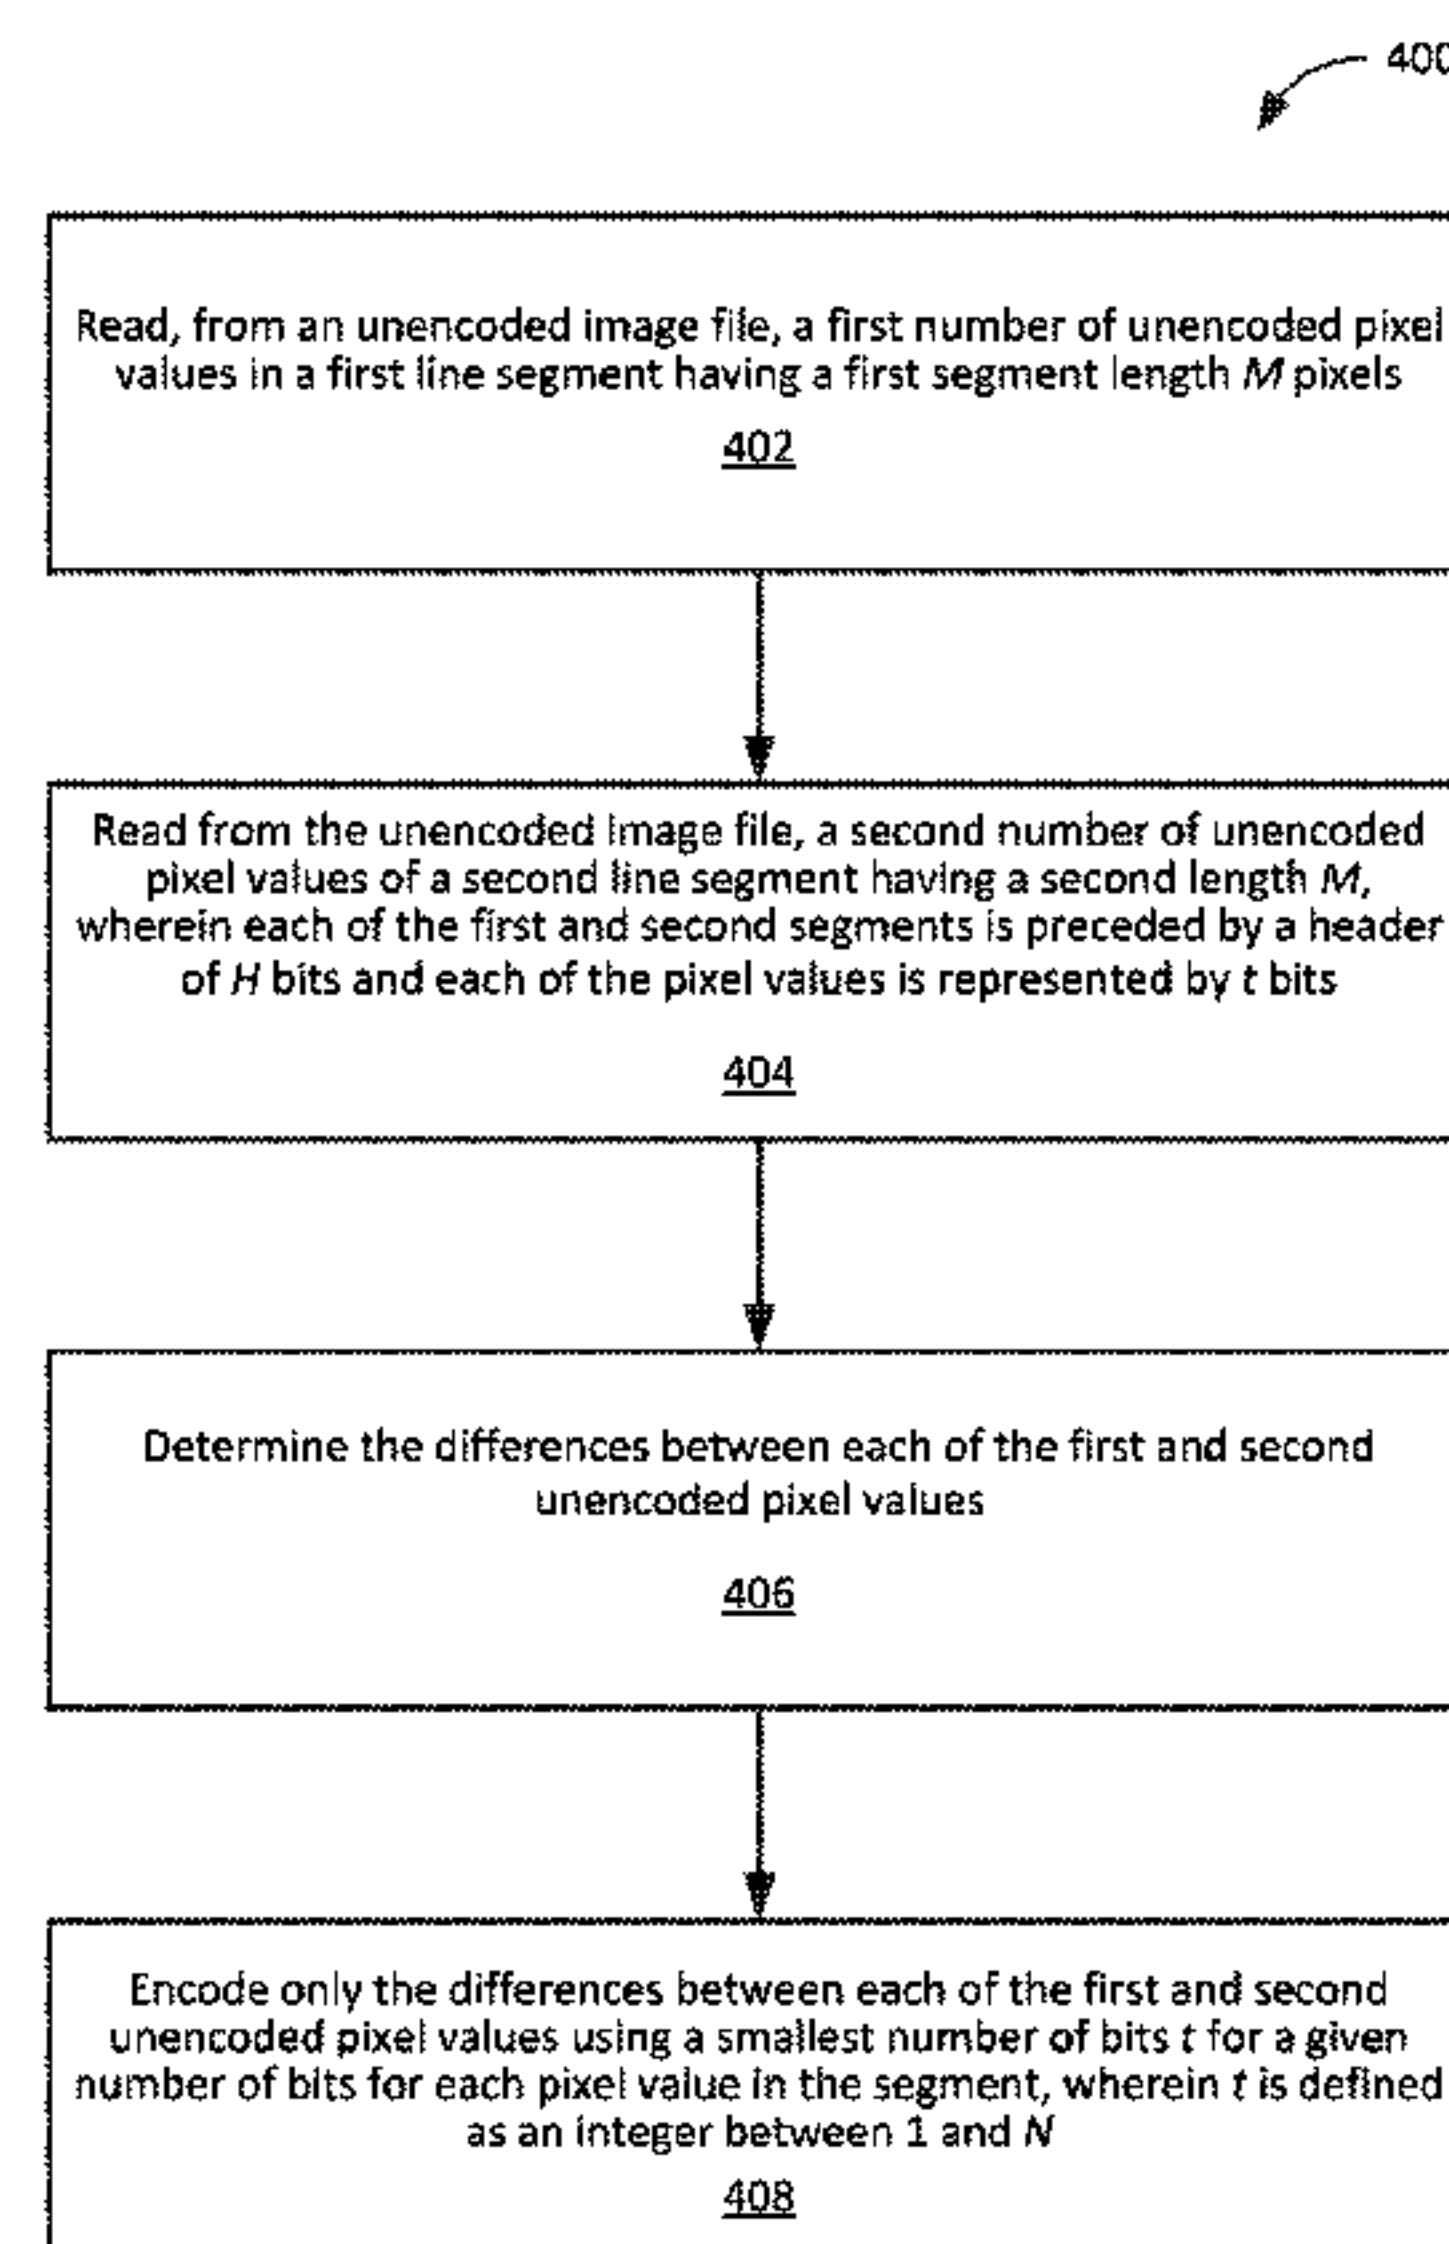 400
Read, from an unencoded image file, a first number of unencoded pixel
values in a first line segment having a first segment length M pixels
402
Read from the unencoded image file, a second number of unencoded
pixel values of a second line segment having a second length M,
wherein each of the first and second segments is preceded by a header
of H bits and each of the pixel values is represented by t bits
404
Determine the differences between each of the first and second
unencoded pixel values
406
Encode only the differences between each of the first and second
unencoded pixel values using a smallest number of bits t for a given
number of bits for each pixel value in the segment, wherein t is defined
as an integer between 1 and N
408